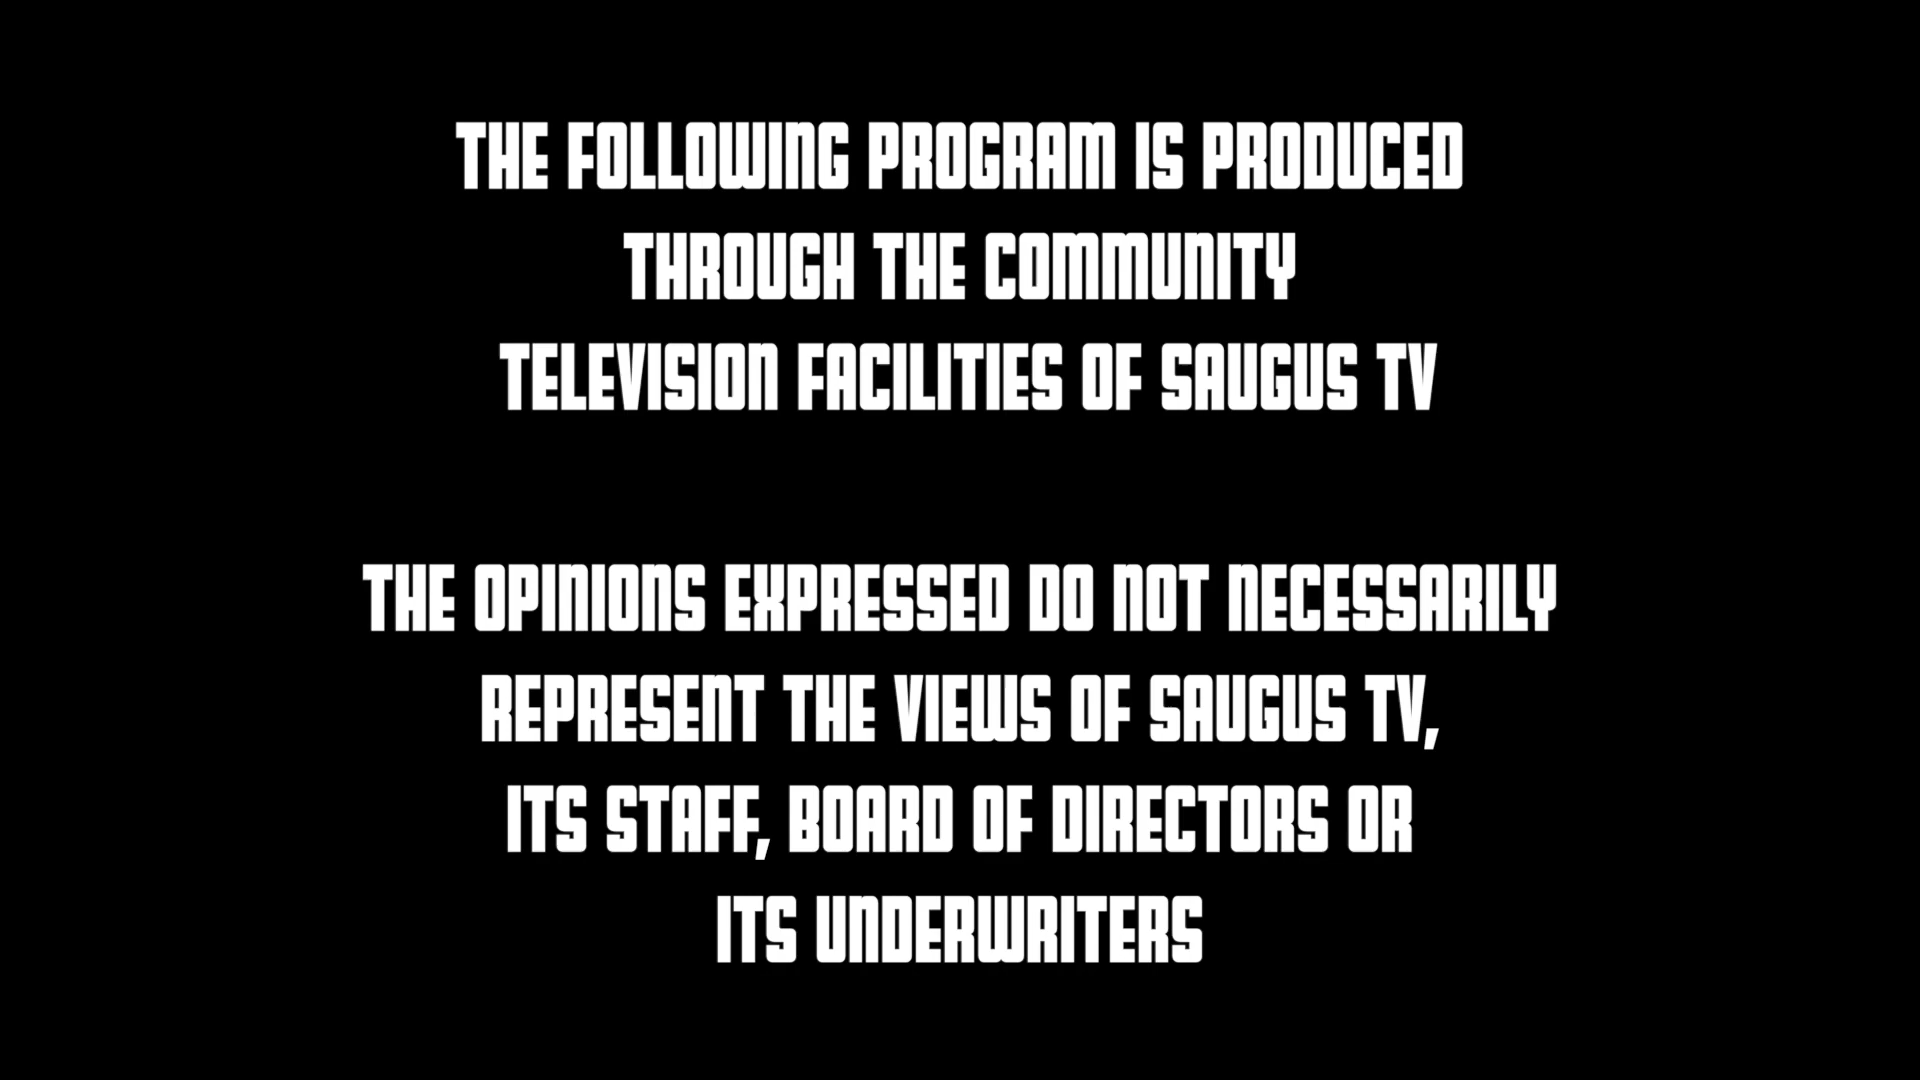 THE FOLLOWING PROGRAM IS PRODUCED
THROUGH THE COMMUNITY
TELEVISION FACILITIES OF SAUGUS TV
THE OPINIONS EXPRESSED DO NOT NECESSARILY
REPRESENT THE VIEWS OF SAUGUS TV,
ITS STAFF, BOARD OF DIRECTORS OR
ITS UNDERWRITERS